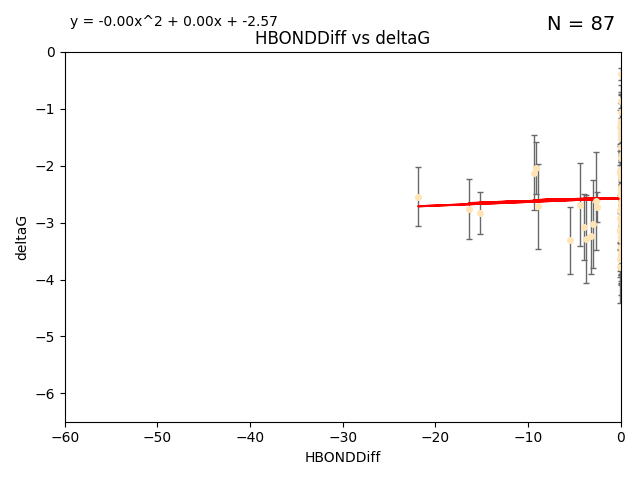 y = -0.00x^2 + 0.00x + -2.57
N = 87
HBONDDiff vs deltaG
deltaG
0
−1
−2
−3
−4
−5
−6
−60
−50
−40
−30
−20
−10
0
HBONDDiff